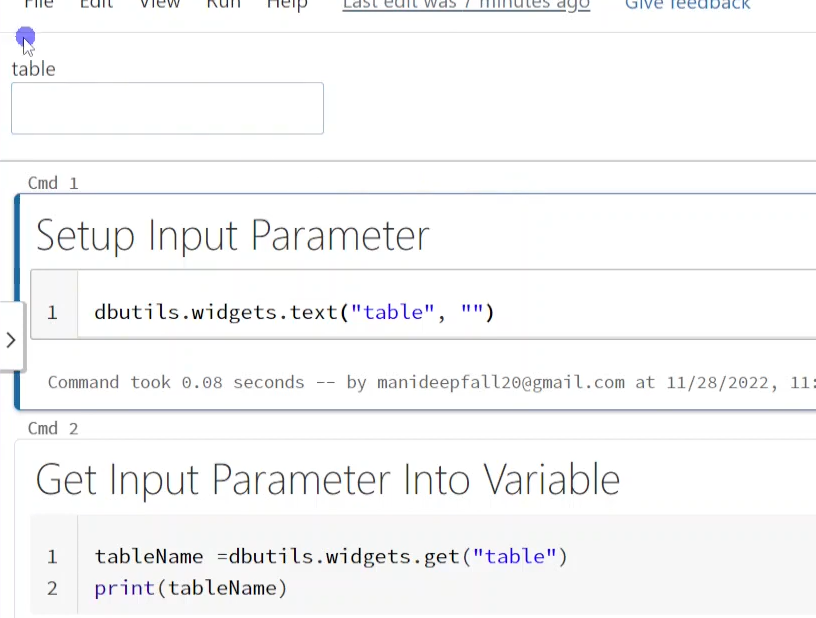 File Edit View Run Help Last edit was 7 minutes ago Give feedback
table
Cmd 1
Setup Input Parameter
1 dbutils.widgets.text("table", "")
Command took 0.08 seconds -- by manideepfall20@gmail.com at 11/28/2022, 11:
Cmd 2
Get Input Parameter Into Variable
1 tableName =dbutils.widgets.get("table")
2 print(tableName)